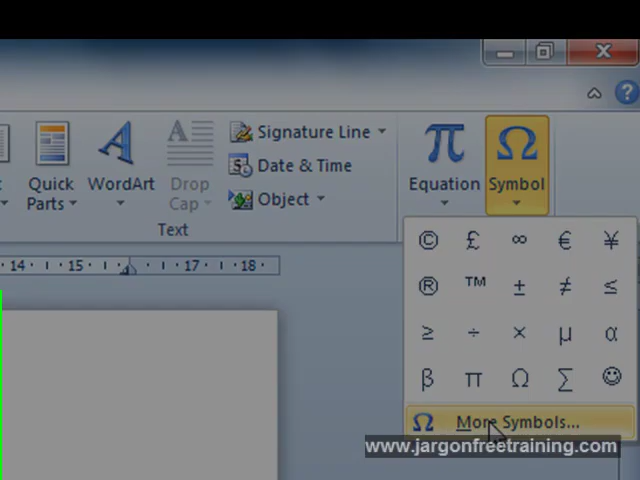 Signature Line
Date & Time
Object
Quick Parts
WordArt
Drop Cap
Text
Equation
Symbol
14 15 17 18
© £ ∞ € ¥
® ™ ± ≠ ≤
≥ ÷ × µ α
β π Ω ∑ ☺
Ω More Symbols...
www.jargonfreetraining.com